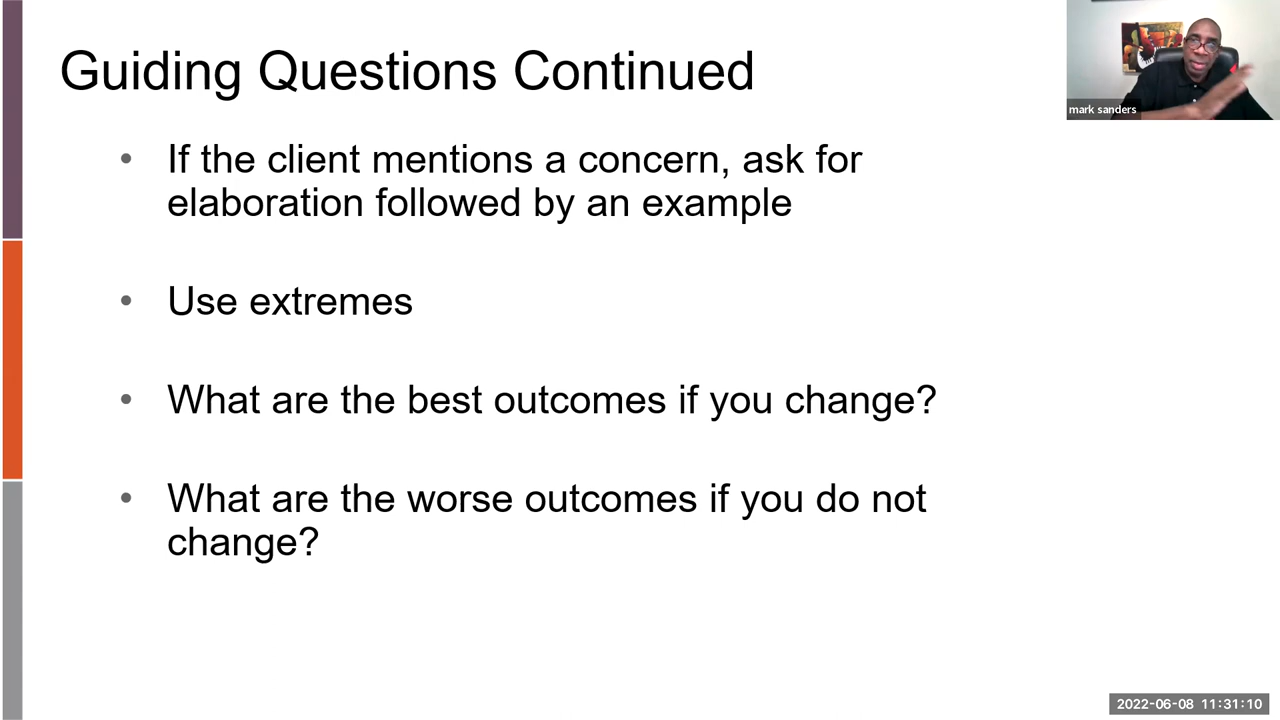 Guiding Questions Continued
mark sanders
• If the client mentions a concern, ask for
elaboration followed by an example
• Use extremes
• What are the best outcomes if you change?
• What are the worse outcomes if you do not
change?
2022-06-08 11:31:10